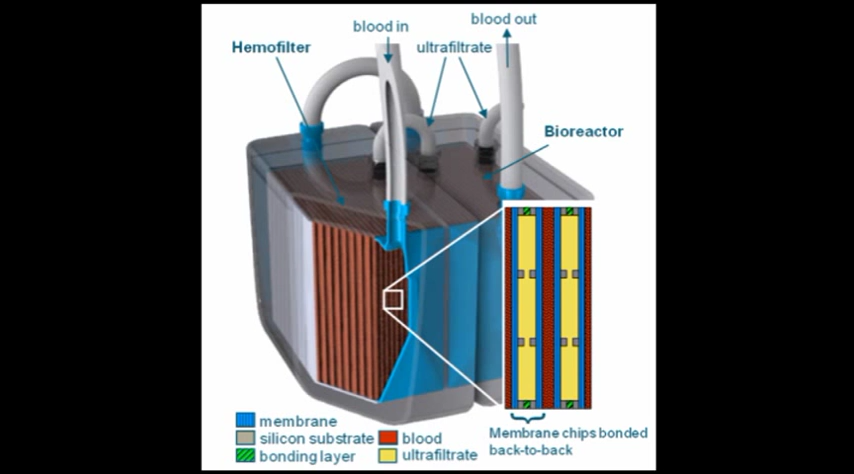 blood in
blood out
Hemofilter
ultrafiltrate
Bioreactor
membrane
silicon substrate
blood
bonding layer
ultrafiltrate
Membrane chips bonded
back-to-back